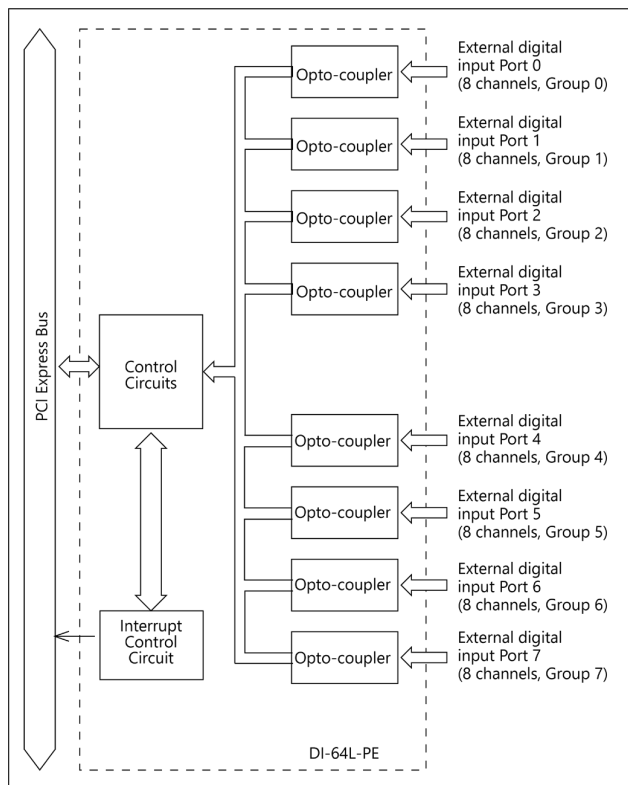 Opto-coupler
External digital
input Port 0
(8 channels, Group 0)
Opto-coupler
External digital
input Port 1
(8 channels, Group 1)
Opto-coupler
External digital
input Port 2
(8 channels, Group 2)
Opto-coupler
External digital
input Port 3
(8 channels, Group 3)
PCI Express Bus
Control
Circuits
Opto-coupler
External digital
input Port 4
(8 channels, Group 4)
Opto-coupler
External digital
input Port 5
(8 channels, Group 5)
Opto-coupler
External digital
input Port 6
(8 channels, Group 6)
Interrupt
Control
Circuit
Opto-coupler
External digital
input Port 7
(8 channels, Group 7)
DI-64L-PE